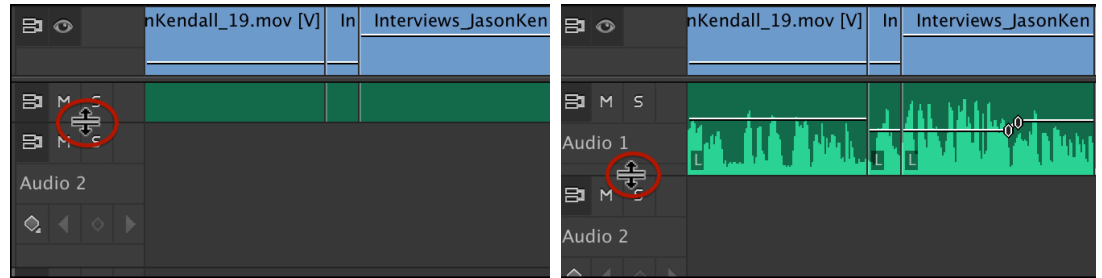 nKendall_19.mov [V] In Interviews_JasonKen
M S
M S
Audio 2
nKendall_19.mov [V] In Interviews_JasonKen
M S
Audio 1
L L L
M S
Audio 2